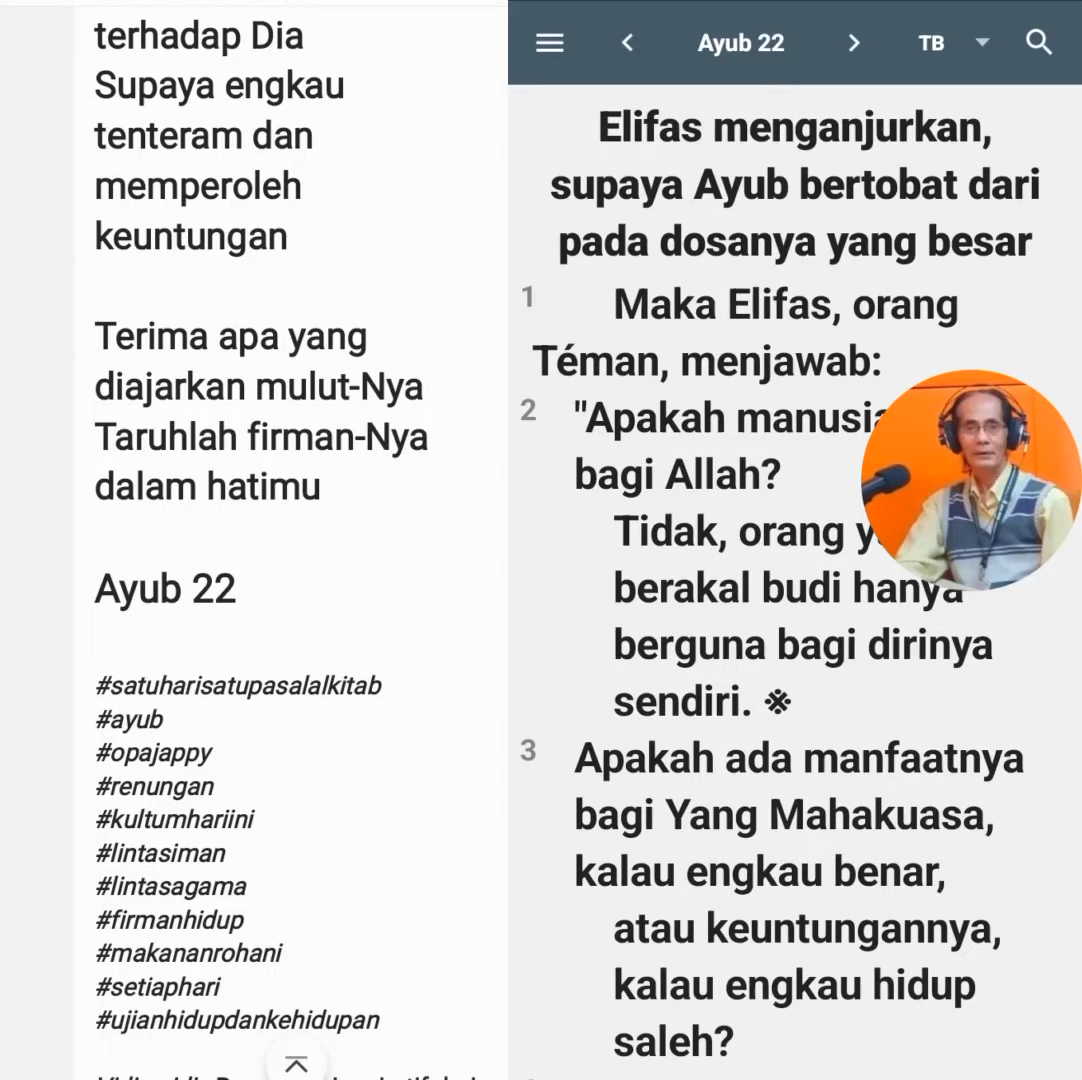 terhadap Dia
Supaya engkau
tenteram dan
memperoleh
keuntungan
Terima apa yang
diajarkan mulut-Nya
Taruhlah firman-Nya
dalam hatimu
Ayub 22
#satuharisatupasalalkitab
#ayub
#opajappy
#renungan
#kultumhariini
#lintasiman
#lintasagama
#firmanhidup
#makananrohani
#setiaphari
#ujianhidupdankehidupan
Ayub 22 TB
Elifas menganjurkan,
supaya Ayub bertobat dari
pada dosanya yang besar
1 Maka Elifas, orang
Téman, menjawab:
2 "Apakah manusia
bagi Allah?
Tidak, orang
berakal budi hanya
berguna bagi dirinya
sendiri. ※
3 Apakah ada manfaatnya
bagi Yang Mahakuasa,
kalau engkau benar,
atau keuntungannya,
kalau engkau hidup
saleh?